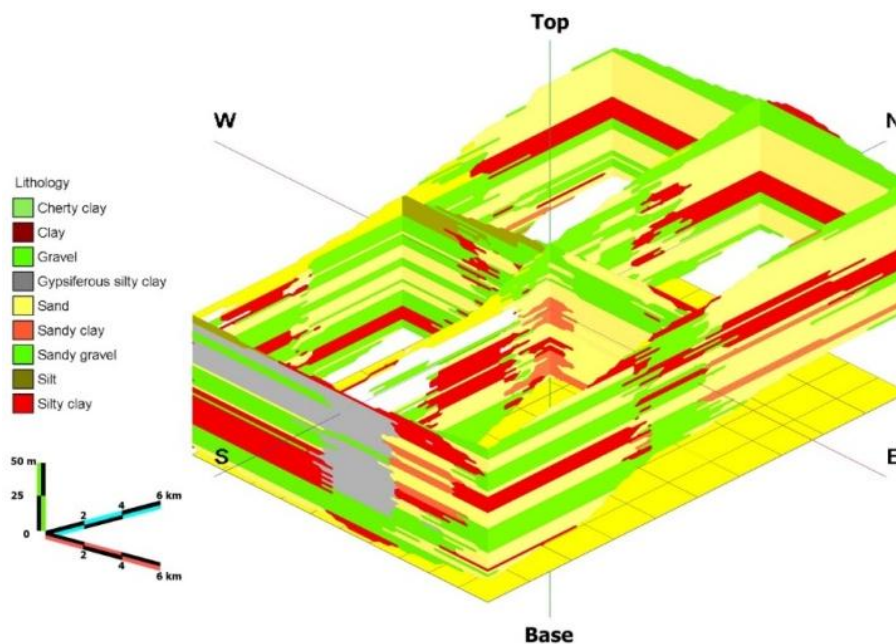 Top
W
N
Lithology
Cherty clay
Clay
Gravel
Gypsiferous silty clay
Sand
Sandy clay
Sandy gravel
Silt
Silty clay
S
E
50 m
25
0
2
4
6 km
2
4
6 km
Base